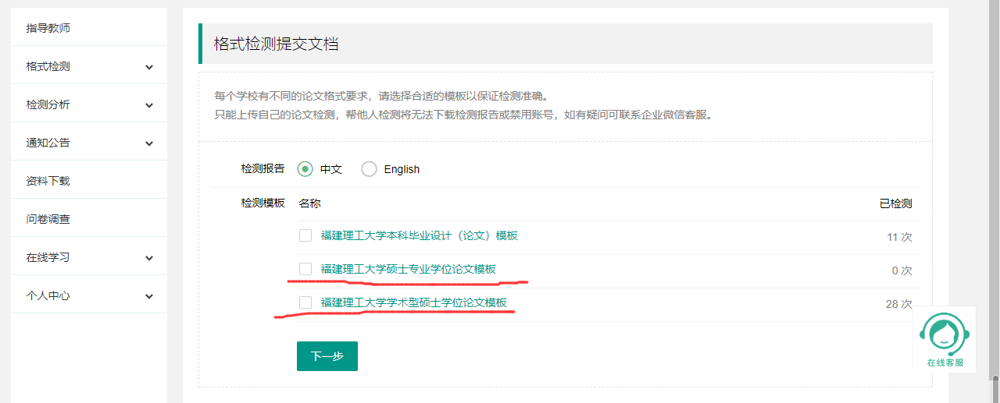 指导教师
格式检测
检测分析
通知公告
资料下载
问卷调查
在线学习
个人中心
格式检测提交文档
每个学校有不同的论文格式要求，请选择合适的模板以保证检测准确。
只能上传自己的论文检测，帮他人检测将无法下载检测报告或禁用账号，如有疑问可联系企业微信客服。
检测报告 中文 English
检测模板 名称 已检测
福建理工大学本科毕业设计（论文）模板 11 次
福建理工大学硕士专业学位论文模板 0 次
福建理工大学学术型硕士学位论文模板 28 次
下一步
在线客服